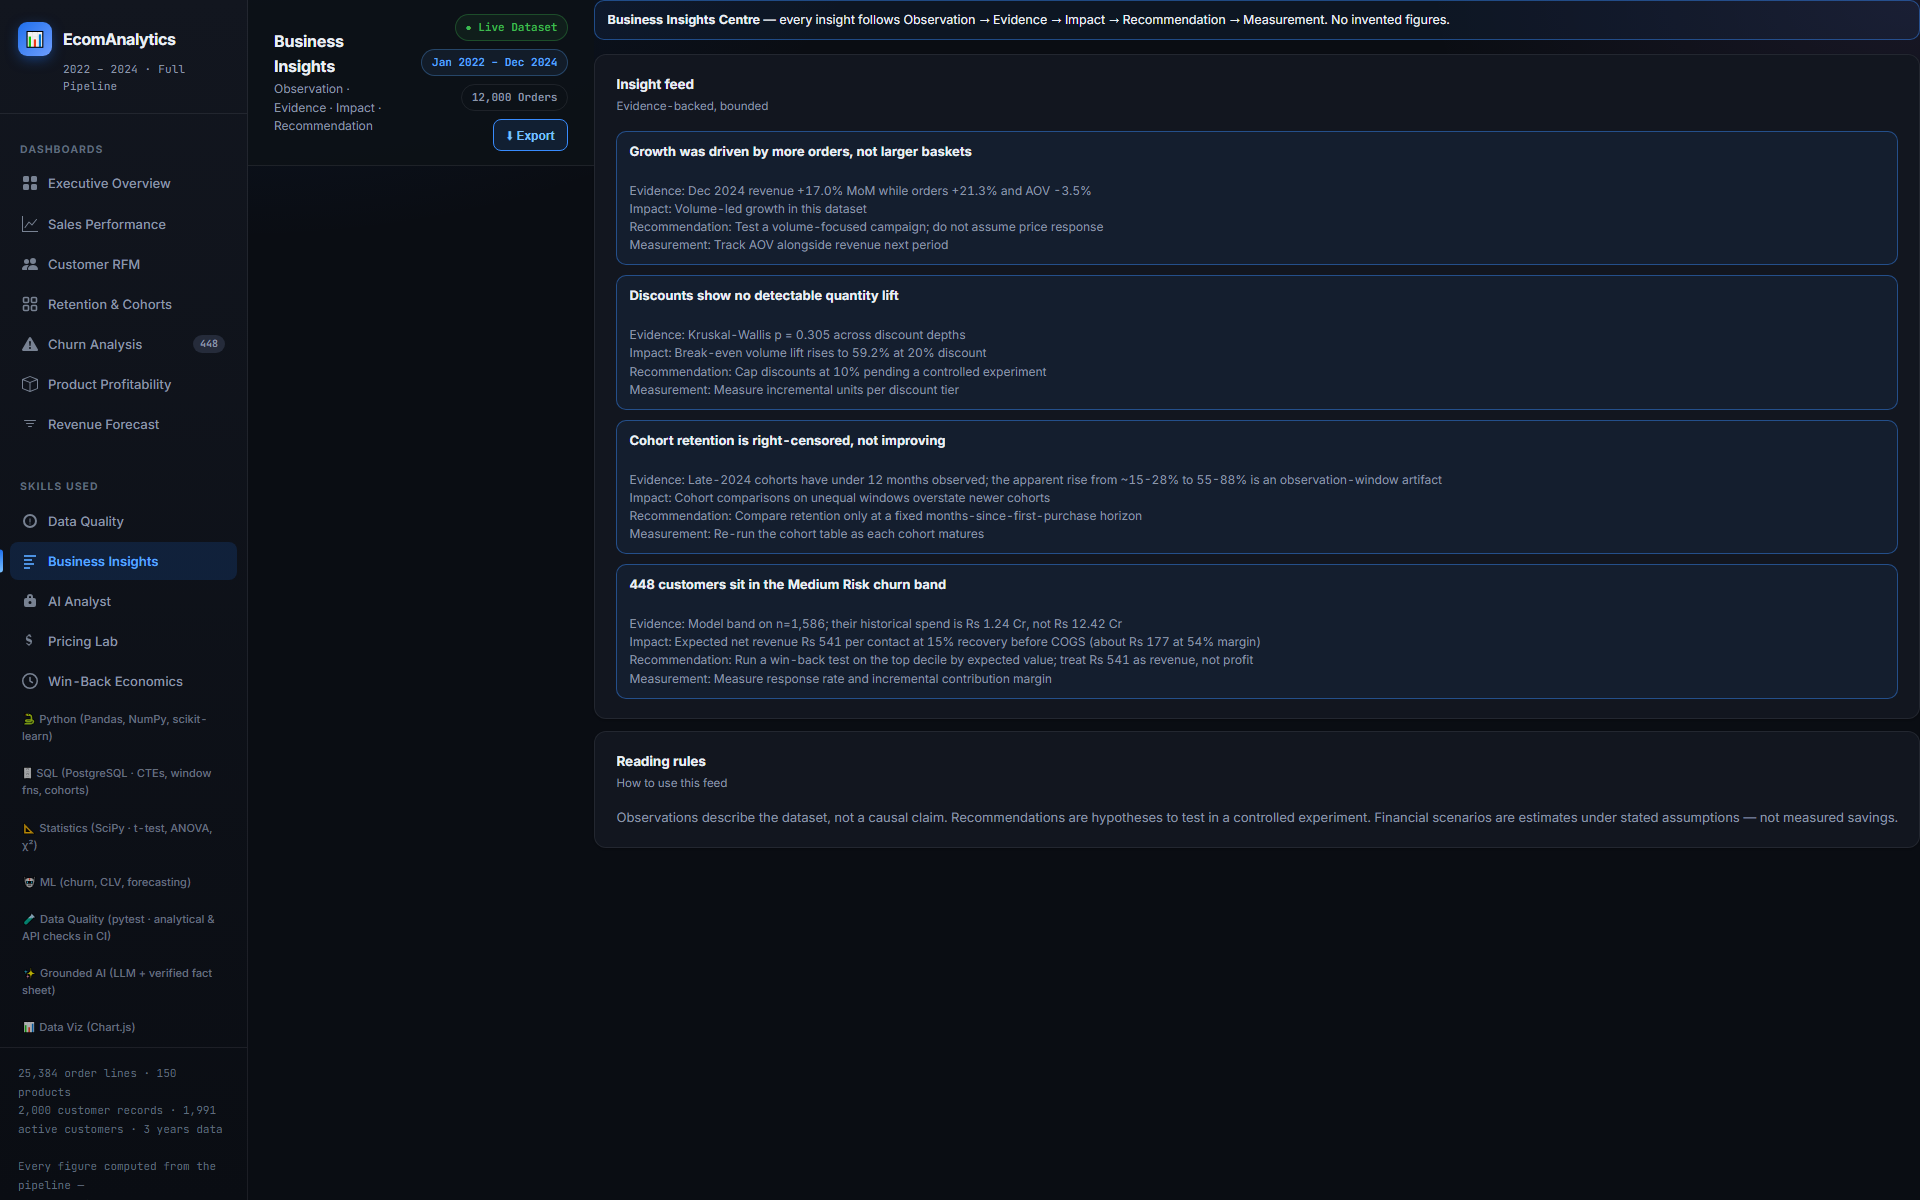 EcomAnalytics
2022 – 2024 · Full
Pipeline
DASHBOARDS
Executive Overview
Sales Performance
Customer RFM
Retention & Cohorts
Churn Analysis 448
Product Profitability
Revenue Forecast
SKILLS USED
Data Quality
Business Insights
AI Analyst
Pricing Lab
Win-Back Economics
Python (Pandas, NumPy, scikit-
learn)
SQL (PostgreSQL · CTEs, window
fns, cohorts)
Statistics (SciPy · t-test, ANOVA,
χ²)
ML (churn, CLV, forecasting)
Data Quality (pytest · analytical &
API checks in CI)
Grounded AI (LLM + verified fact
sheet)
Data Viz (Chart.js)
25,384 order lines · 150
products
2,000 customer records · 1,991
active customers · 3 years data
Every figure computed from the
pipeline —
Business
Insights
Observation ·
Evidence · Impact ·
Recommendation
● Live Dataset
Jan 2022 – Dec 2024
12,000 Orders
⬇ Export
Business Insights Centre — every insight follows Observation → Evidence → Impact → Recommendation → Measurement. No invented figures.
Insight feed
Evidence-backed, bounded
Growth was driven by more orders, not larger baskets
Evidence: Dec 2024 revenue +17.0% MoM while orders +21.3% and AOV -3.5%
Impact: Volume-led growth in this dataset
Recommendation: Test a volume-focused campaign; do not assume price response
Measurement: Track AOV alongside revenue next period
Discounts show no detectable quantity lift
Evidence: Kruskal-Wallis p = 0.305 across discount depths
Impact: Break-even volume lift rises to 59.2% at 20% discount
Recommendation: Cap discounts at 10% pending a controlled experiment
Measurement: Measure incremental units per discount tier
Cohort retention is right-censored, not improving
Evidence: Late-2024 cohorts have under 12 months observed; the apparent rise from ~15-28% to 55-88% is an observation-window artifact
Impact: Cohort comparisons on unequal windows overstate newer cohorts
Recommendation: Compare retention only at a fixed months-since-first-purchase horizon
Measurement: Re-run the cohort table as each cohort matures
448 customers sit in the Medium Risk churn band
Evidence: Model band on n=1,586; their historical spend is Rs 1.24 Cr, not Rs 12.42 Cr
Impact: Expected net revenue Rs 541 per contact at 15% recovery before COGS (about Rs 177 at 54% margin)
Recommendation: Run a win-back test on the top decile by expected value; treat Rs 541 as revenue, not profit
Measurement: Measure response rate and incremental contribution margin
Reading rules
How to use this feed
Observations describe the dataset, not a causal claim. Recommendations are hypotheses to test in a controlled experiment. Financial scenarios are estimates under stated assumptions — not measured savings.